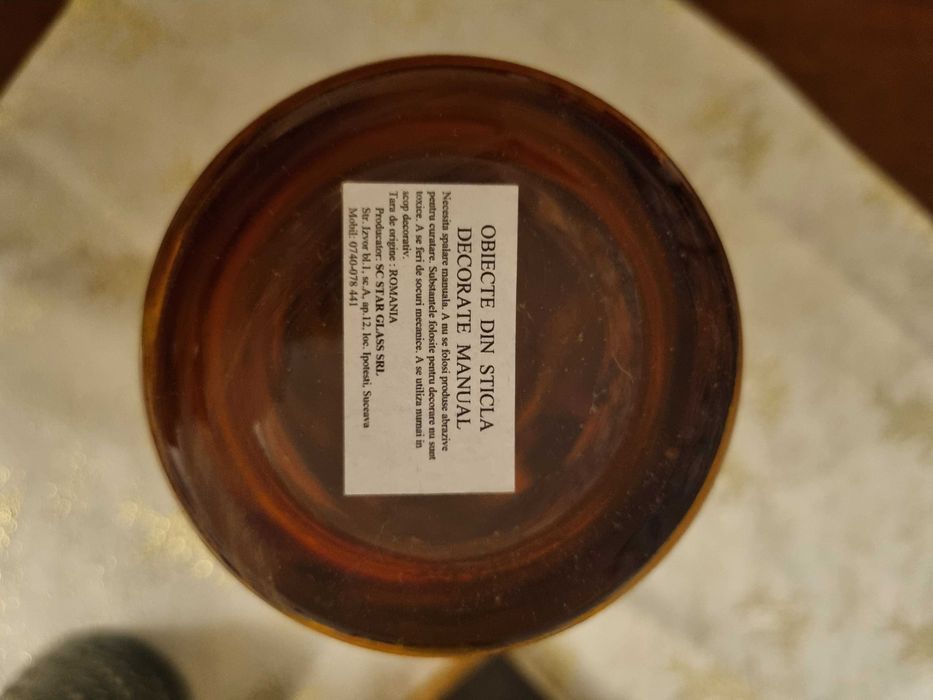 OBIECTE DIN STICLA
DECORATE MANUAL
Necesita spalare manuala. A nu se folosi produse abrazive
pentru curatare. Substantele folosite pentru decorare nu sunt
toxice. A se feri de socuri mecanice. A se utiliza numai in
scop decorativ.
Tara de origine : ROMANIA
Producator: SC STAR GLASS SRL
Str. Izvor bl.1, sc.A, ap.12, loc. Ipotesti, Suceava
Mobil: 0740-078 441